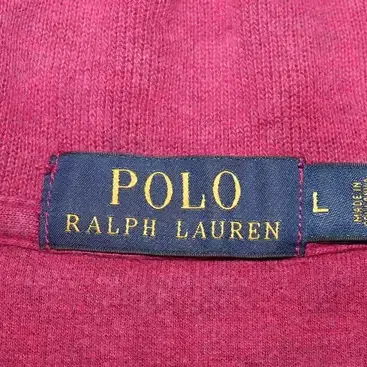 POLO
RALPH LAUREN
L
MADE IN